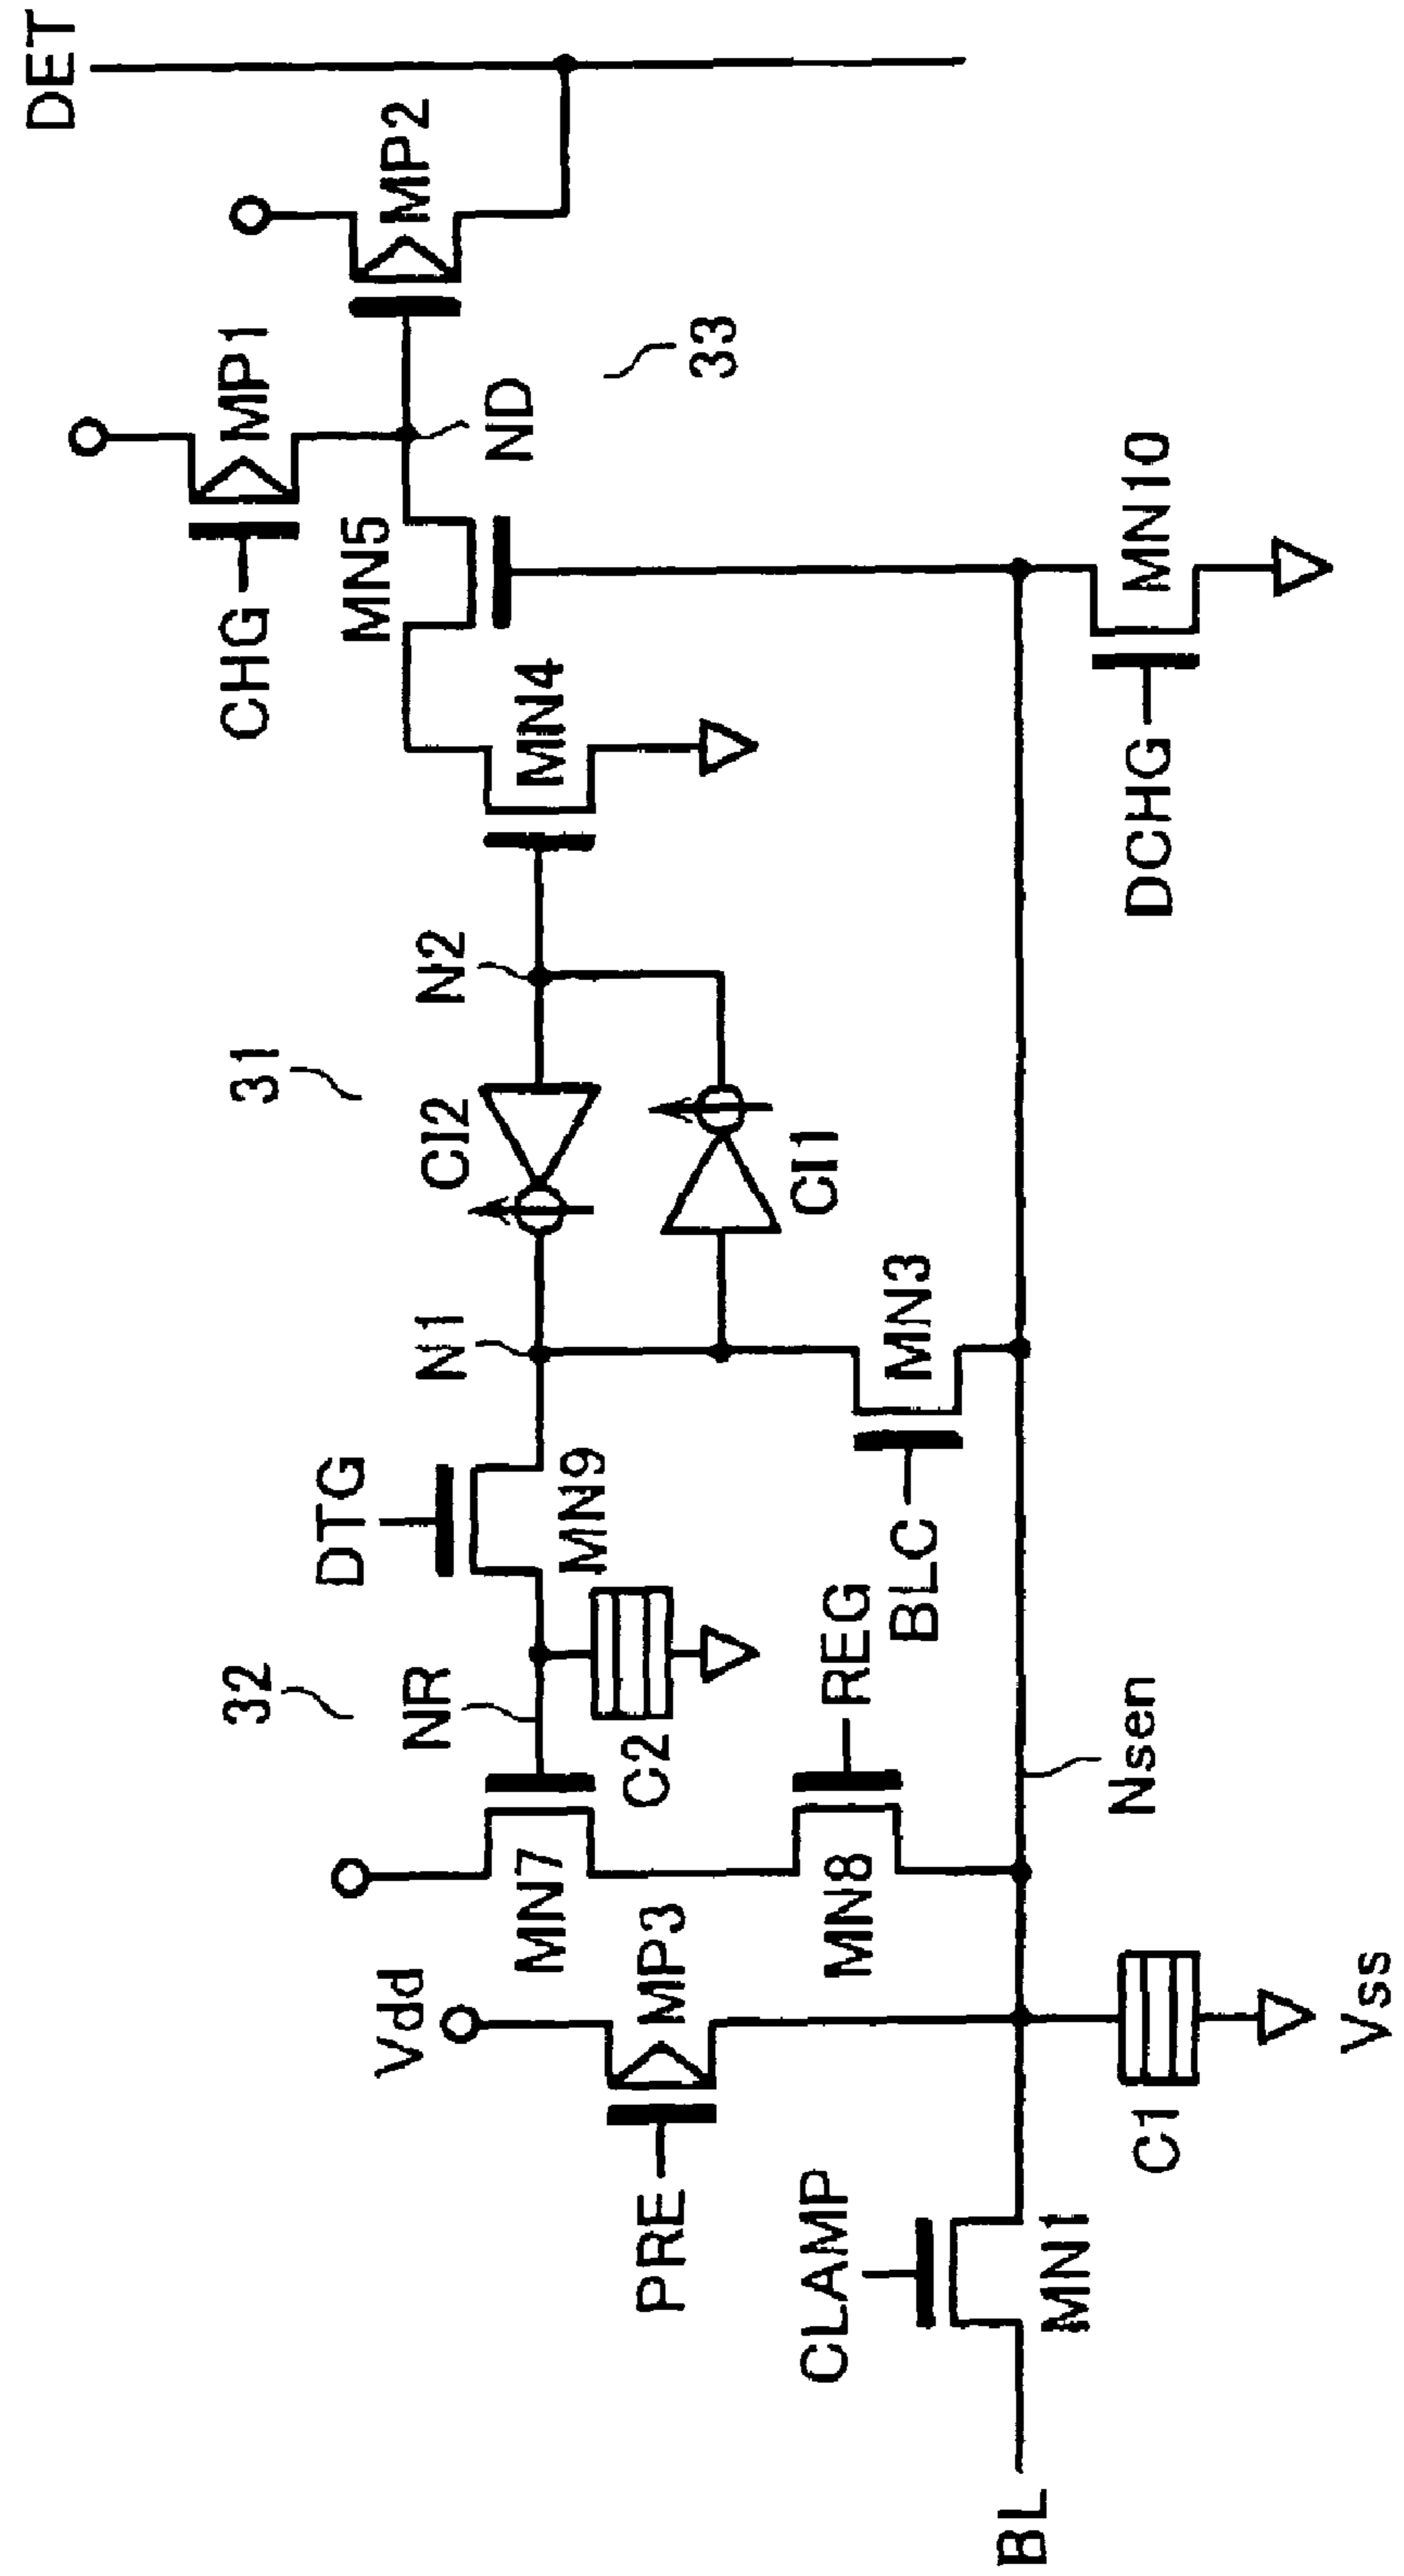 DET
MP2
MP1
CHG
ND
33
MN5
MN4
MN10
DCHG
N2
31
CI2
CI1
N1
MN3
BLC
DTG
MN9
32
NR
C2
REG
MN7
MN8
Nsen
Vdd
MP3
PRE
C1
Vss
CLAMP
MN1
BL